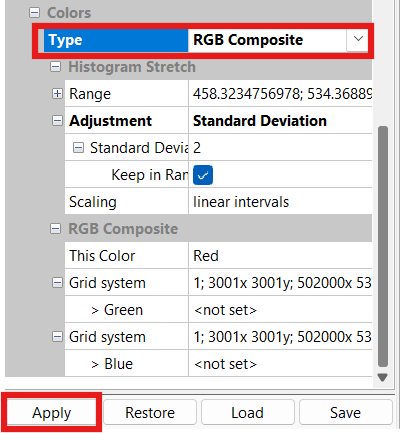 Colors
Type RGB Composite
Histogram Stretch
Range 458.3234756978; 534.36889
Adjustment Standard Deviation
Standard Devia 2
Keep in Ran
Scaling linear intervals
RGB Composite
This Color Red
Grid system 1; 3001x 3001y; 502000x 53
> Green <not set>
Grid system 1; 3001x 3001y; 502000x 53
> Blue <not set>
Apply Restore Load Save